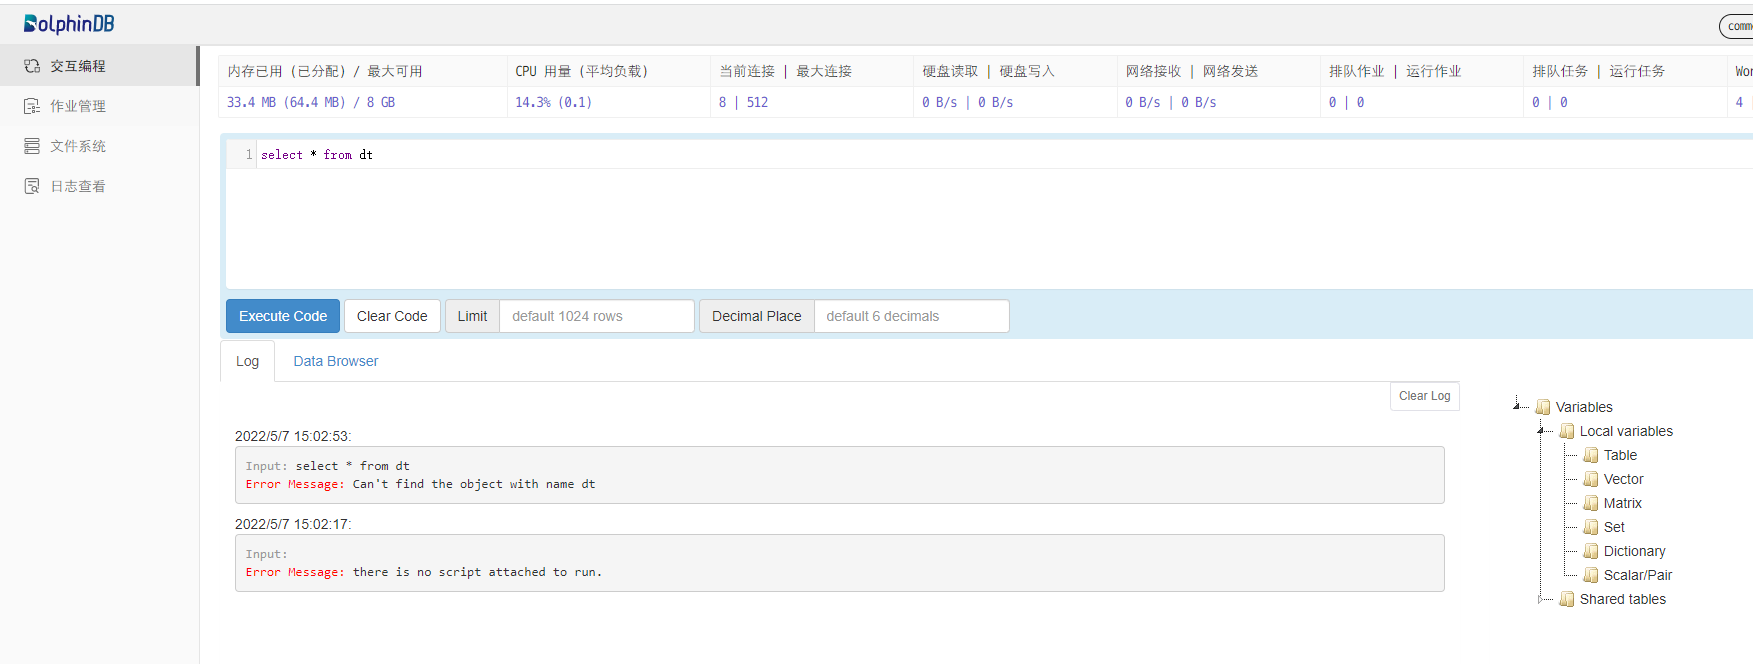 DolphinDB
交互编程
作业管理
文件系统
日志查看
内存已用 (已分配) / 最大可用 CPU 用量 (平均负载) 当前连接 | 最大连接 硬盘读取 | 硬盘写入 网络接收 | 网络发送 排队作业 | 运行作业 排队任务 | 运行任务
33.4 MB (64.4 MB) / 8 GB 14.3% (0.1) 8 | 512 0 B/s | 0 B/s 0 B/s | 0 B/s 0 | 0 0 | 0 4 |
1 select * from dt
Execute Code Clear Code Limit default 1024 rows Decimal Place default 6 decimals
Log Data Browser
Clear Log
2022/5/7 15:02:53:
Input: select * from dt
Error Message: Can't find the object with name dt
2022/5/7 15:02:17:
Input:
Error Message: there is no script attached to run.
Variables
Local variables
Table
Vector
Matrix
Set
Dictionary
Scalar/Pair
Shared tables